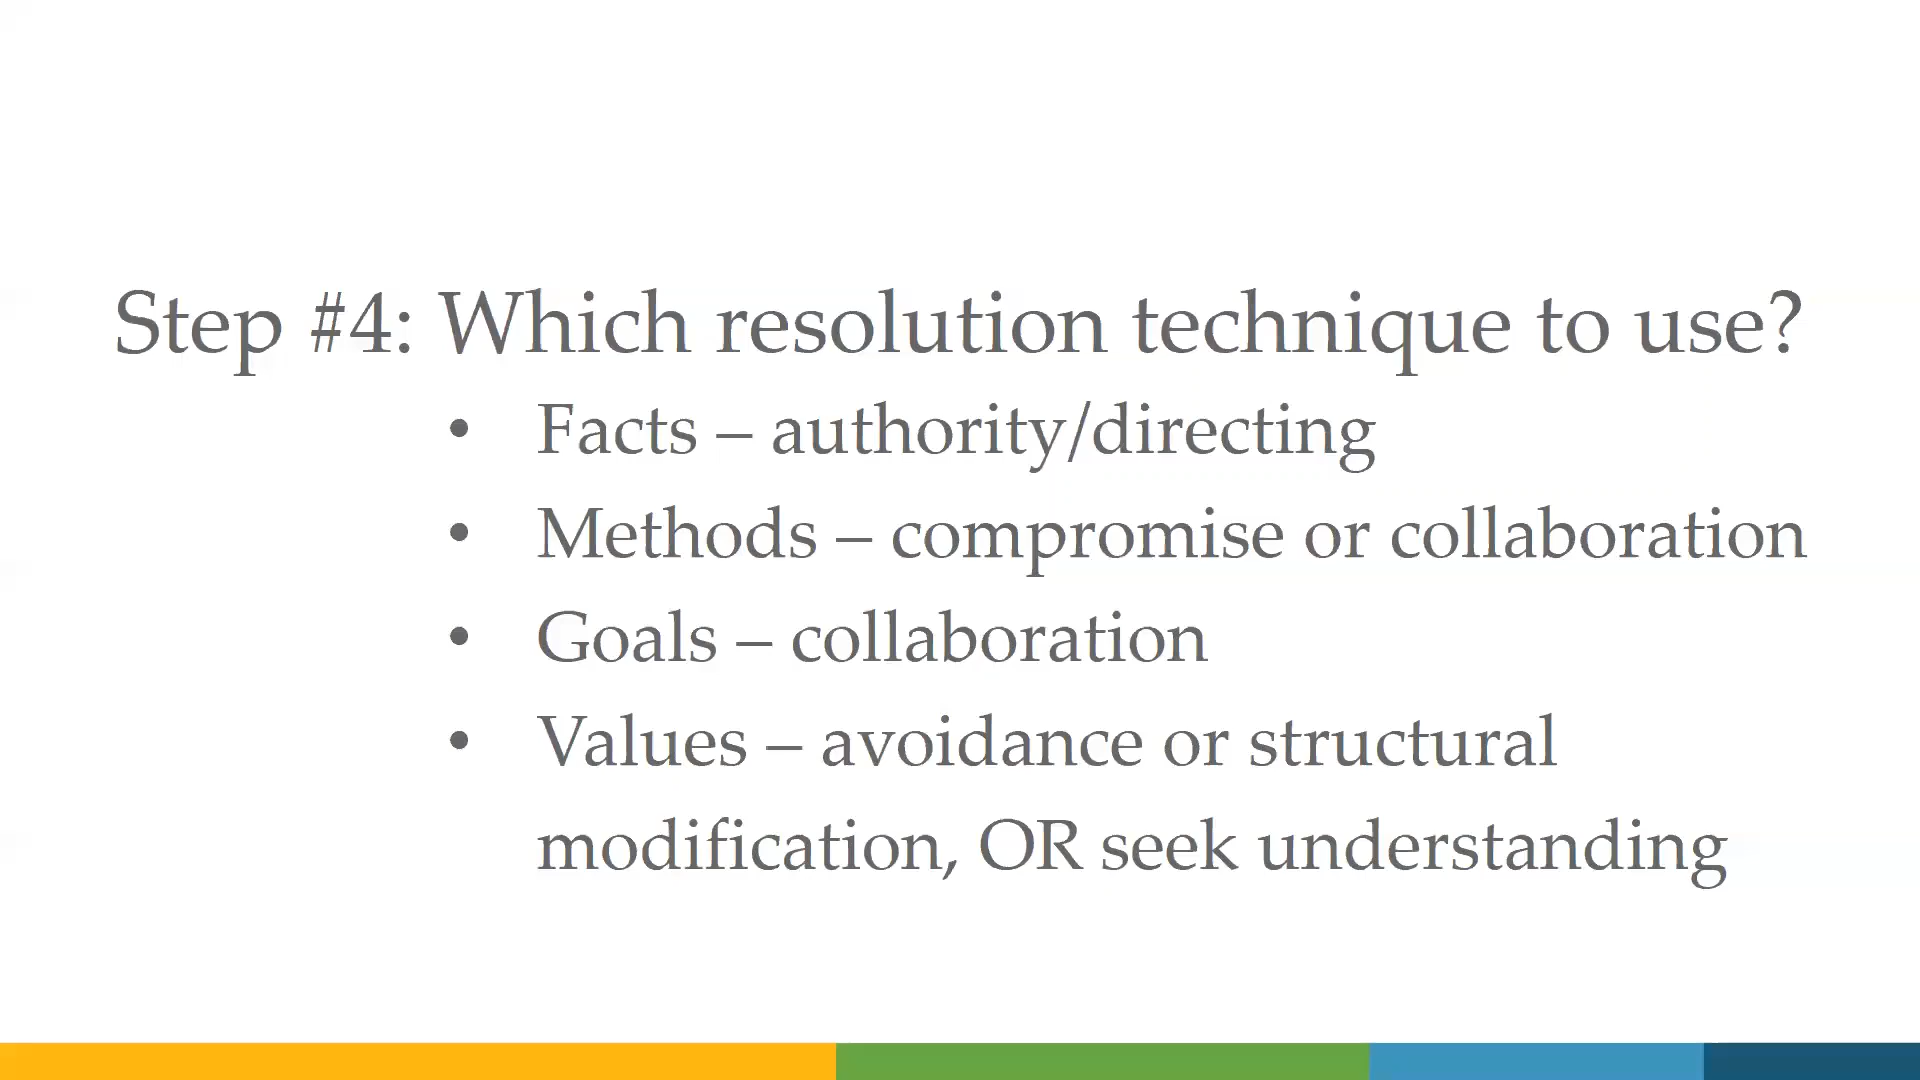 Step #4: Which resolution technique to use?
• Facts – authority/directing
• Methods – compromise or collaboration
• Goals – collaboration
• Values – avoidance or structural
modification, OR seek understanding